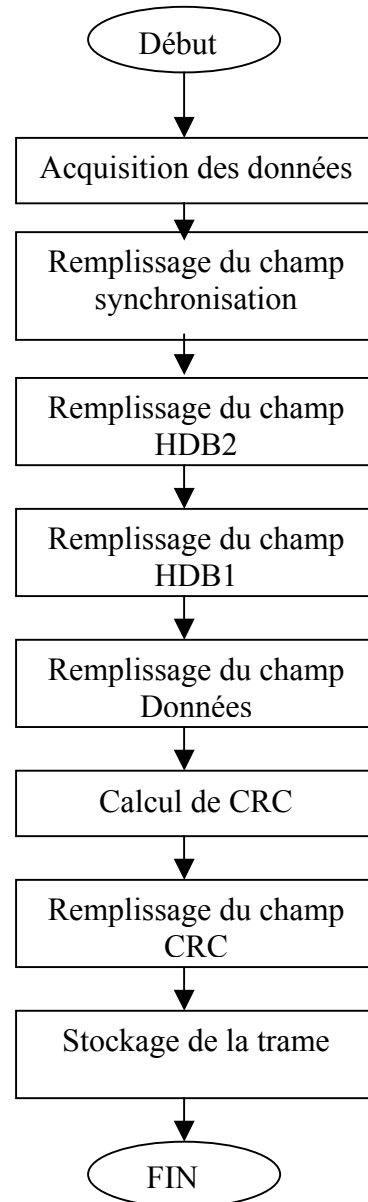 Début
Acquisition des données
Remplissage du champ
synchronisation
Remplissage du champ
HDB2
Remplissage du champ
HDB1
Remplissage du champ
Données
Calcul de CRC
Remplissage du champ
CRC
Stockage de la trame
FIN